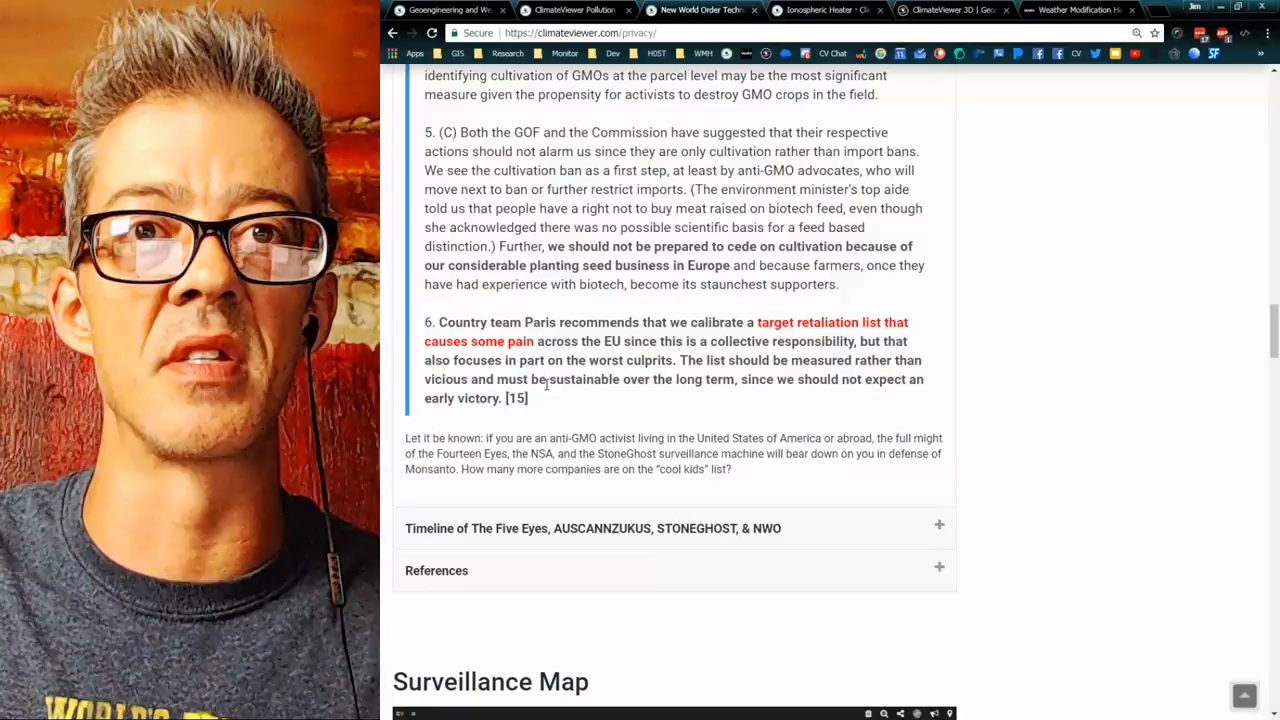 Geoengineering and We
ClimateViewer Pollution
New World Order Techn
Ionospheric Heater · Cli
ClimateViewer 3D | Geo
Weather Modification Hi
Jim
Secure
https://climateviewer.com/privacy/
Apps
GIS
Research
Monitor
Dev
H05T
WMH
CV Chat
CV
identifying cultivation of GMOs at the parcel level may be the most significant
measure given the propensity for activists to destroy GMO crops in the field.
5. (C) Both the GOF and the Commission have suggested that their respective
actions should not alarm us since they are only cultivation rather than import bans.
We see the cultivation ban as a first step, at least by anti-GMO advocates, who will
move next to ban or further restrict imports. (The environment minister's top aide
told us that people have a right not to buy meat raised on biotech feed, even though
she acknowledged there was no possible scientific basis for a feed based
distinction.) Further, we should not be prepared to cede on cultivation because of
our considerable planting seed business in Europe and because farmers, once they
have had experience with biotech, become its staunchest supporters.
6. Country team Paris recommends that we calibrate a target retaliation list that
causes some pain across the EU since this is a collective responsibility, but that
also focuses in part on the worst culprits. The list should be measured rather than
vicious and must be sustainable over the long term, since we should not expect an
early victory. [15]
Let it be known: if you are an anti-GMO activist living in the United States of America or abroad, the full might
of the Fourteen Eyes, the NSA, and the StoneGhost surveillance machine will bear down on you in defense of
Monsanto. How many more companies are on the “cool kids” list?
Timeline of The Five Eyes, AUSCANNZUKUS, STONEGHOST, & NWO
References
Surveillance Map
WORLD'S